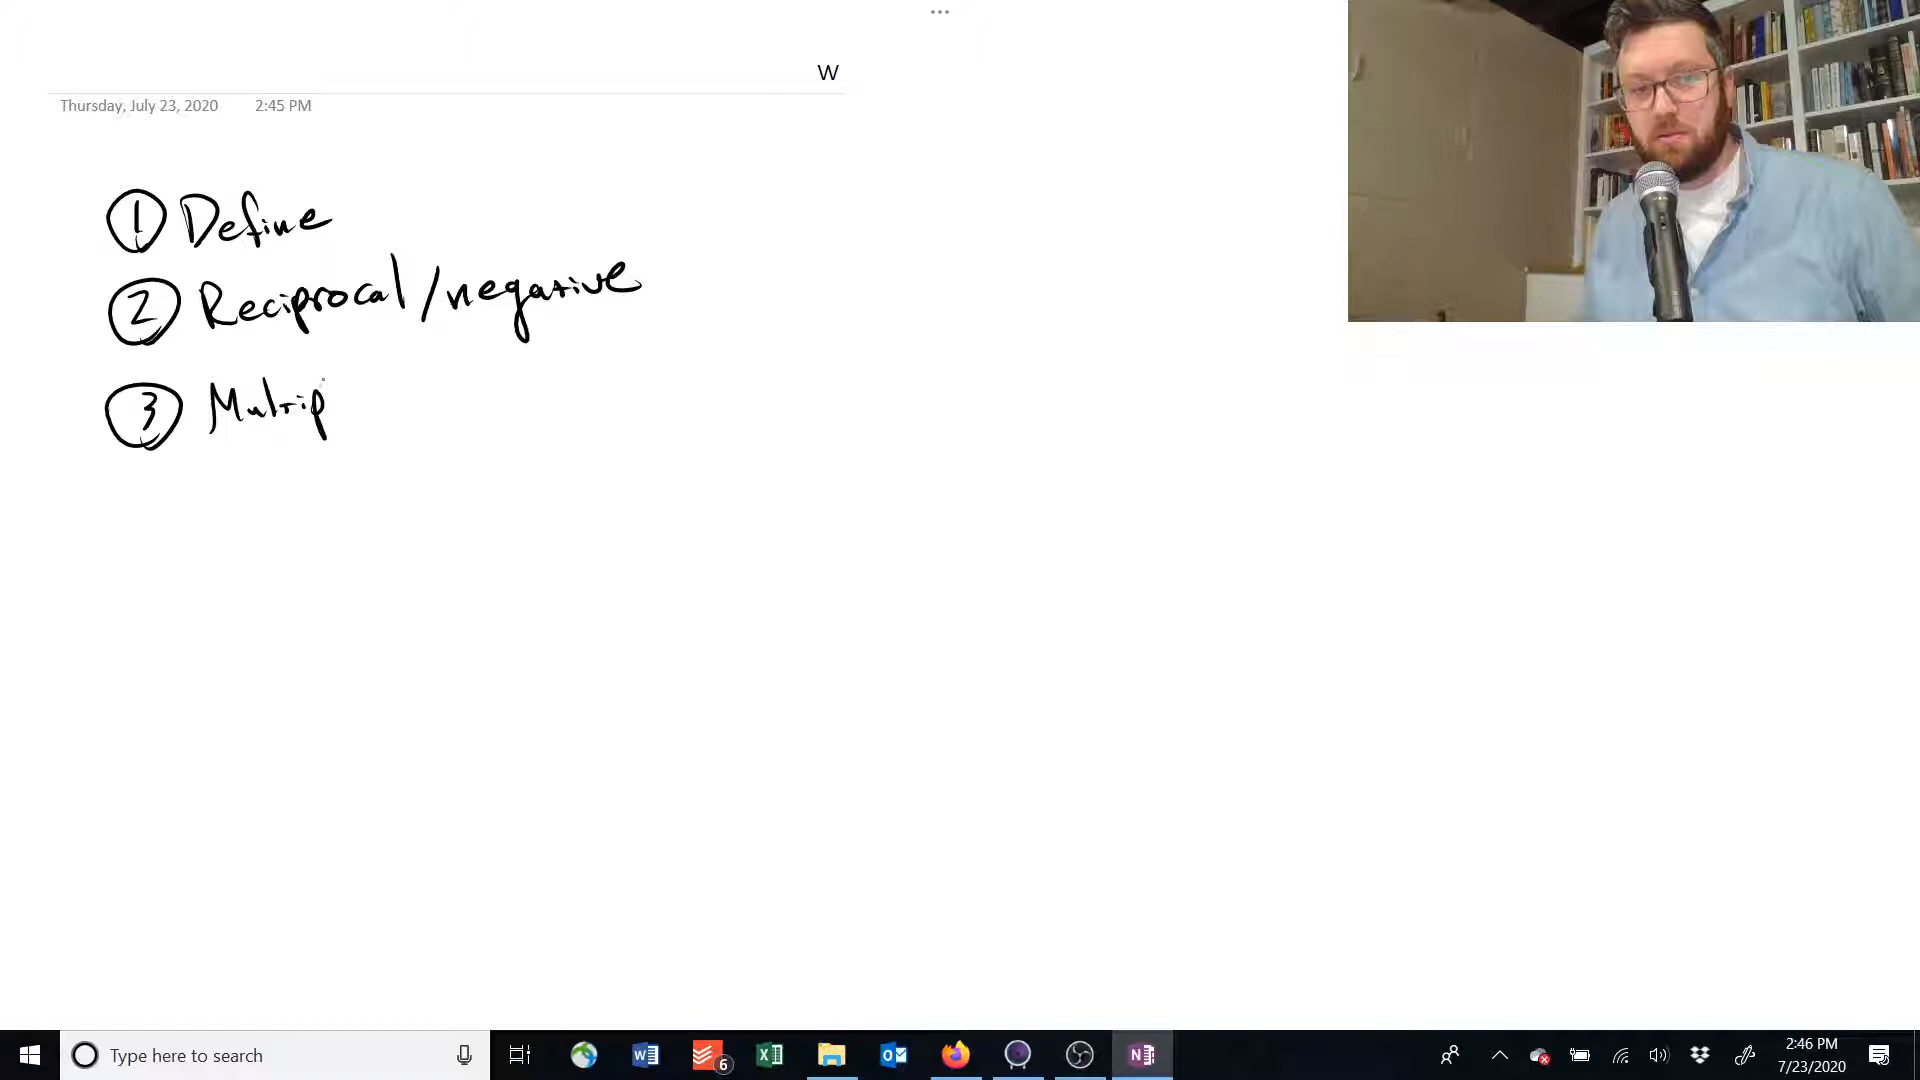 W
Thursday, July 23, 2020 2:45 PM
1 Define
2 Reciprocal/negative
3 Multip
Type here to search
6
2:46 PM
7/23/2020